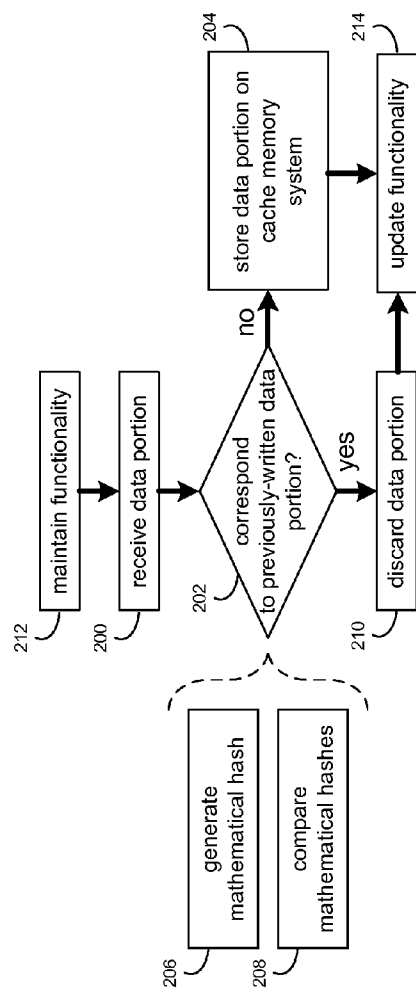 212
maintain functionality
200
receive data portion
202
correspond
to previously-written data
portion?
no
yes
204
store data portion on
cache memory
system
206
generate
mathematical hash
208
compare
mathematical hashes
210
discard data portion
214
update functionality